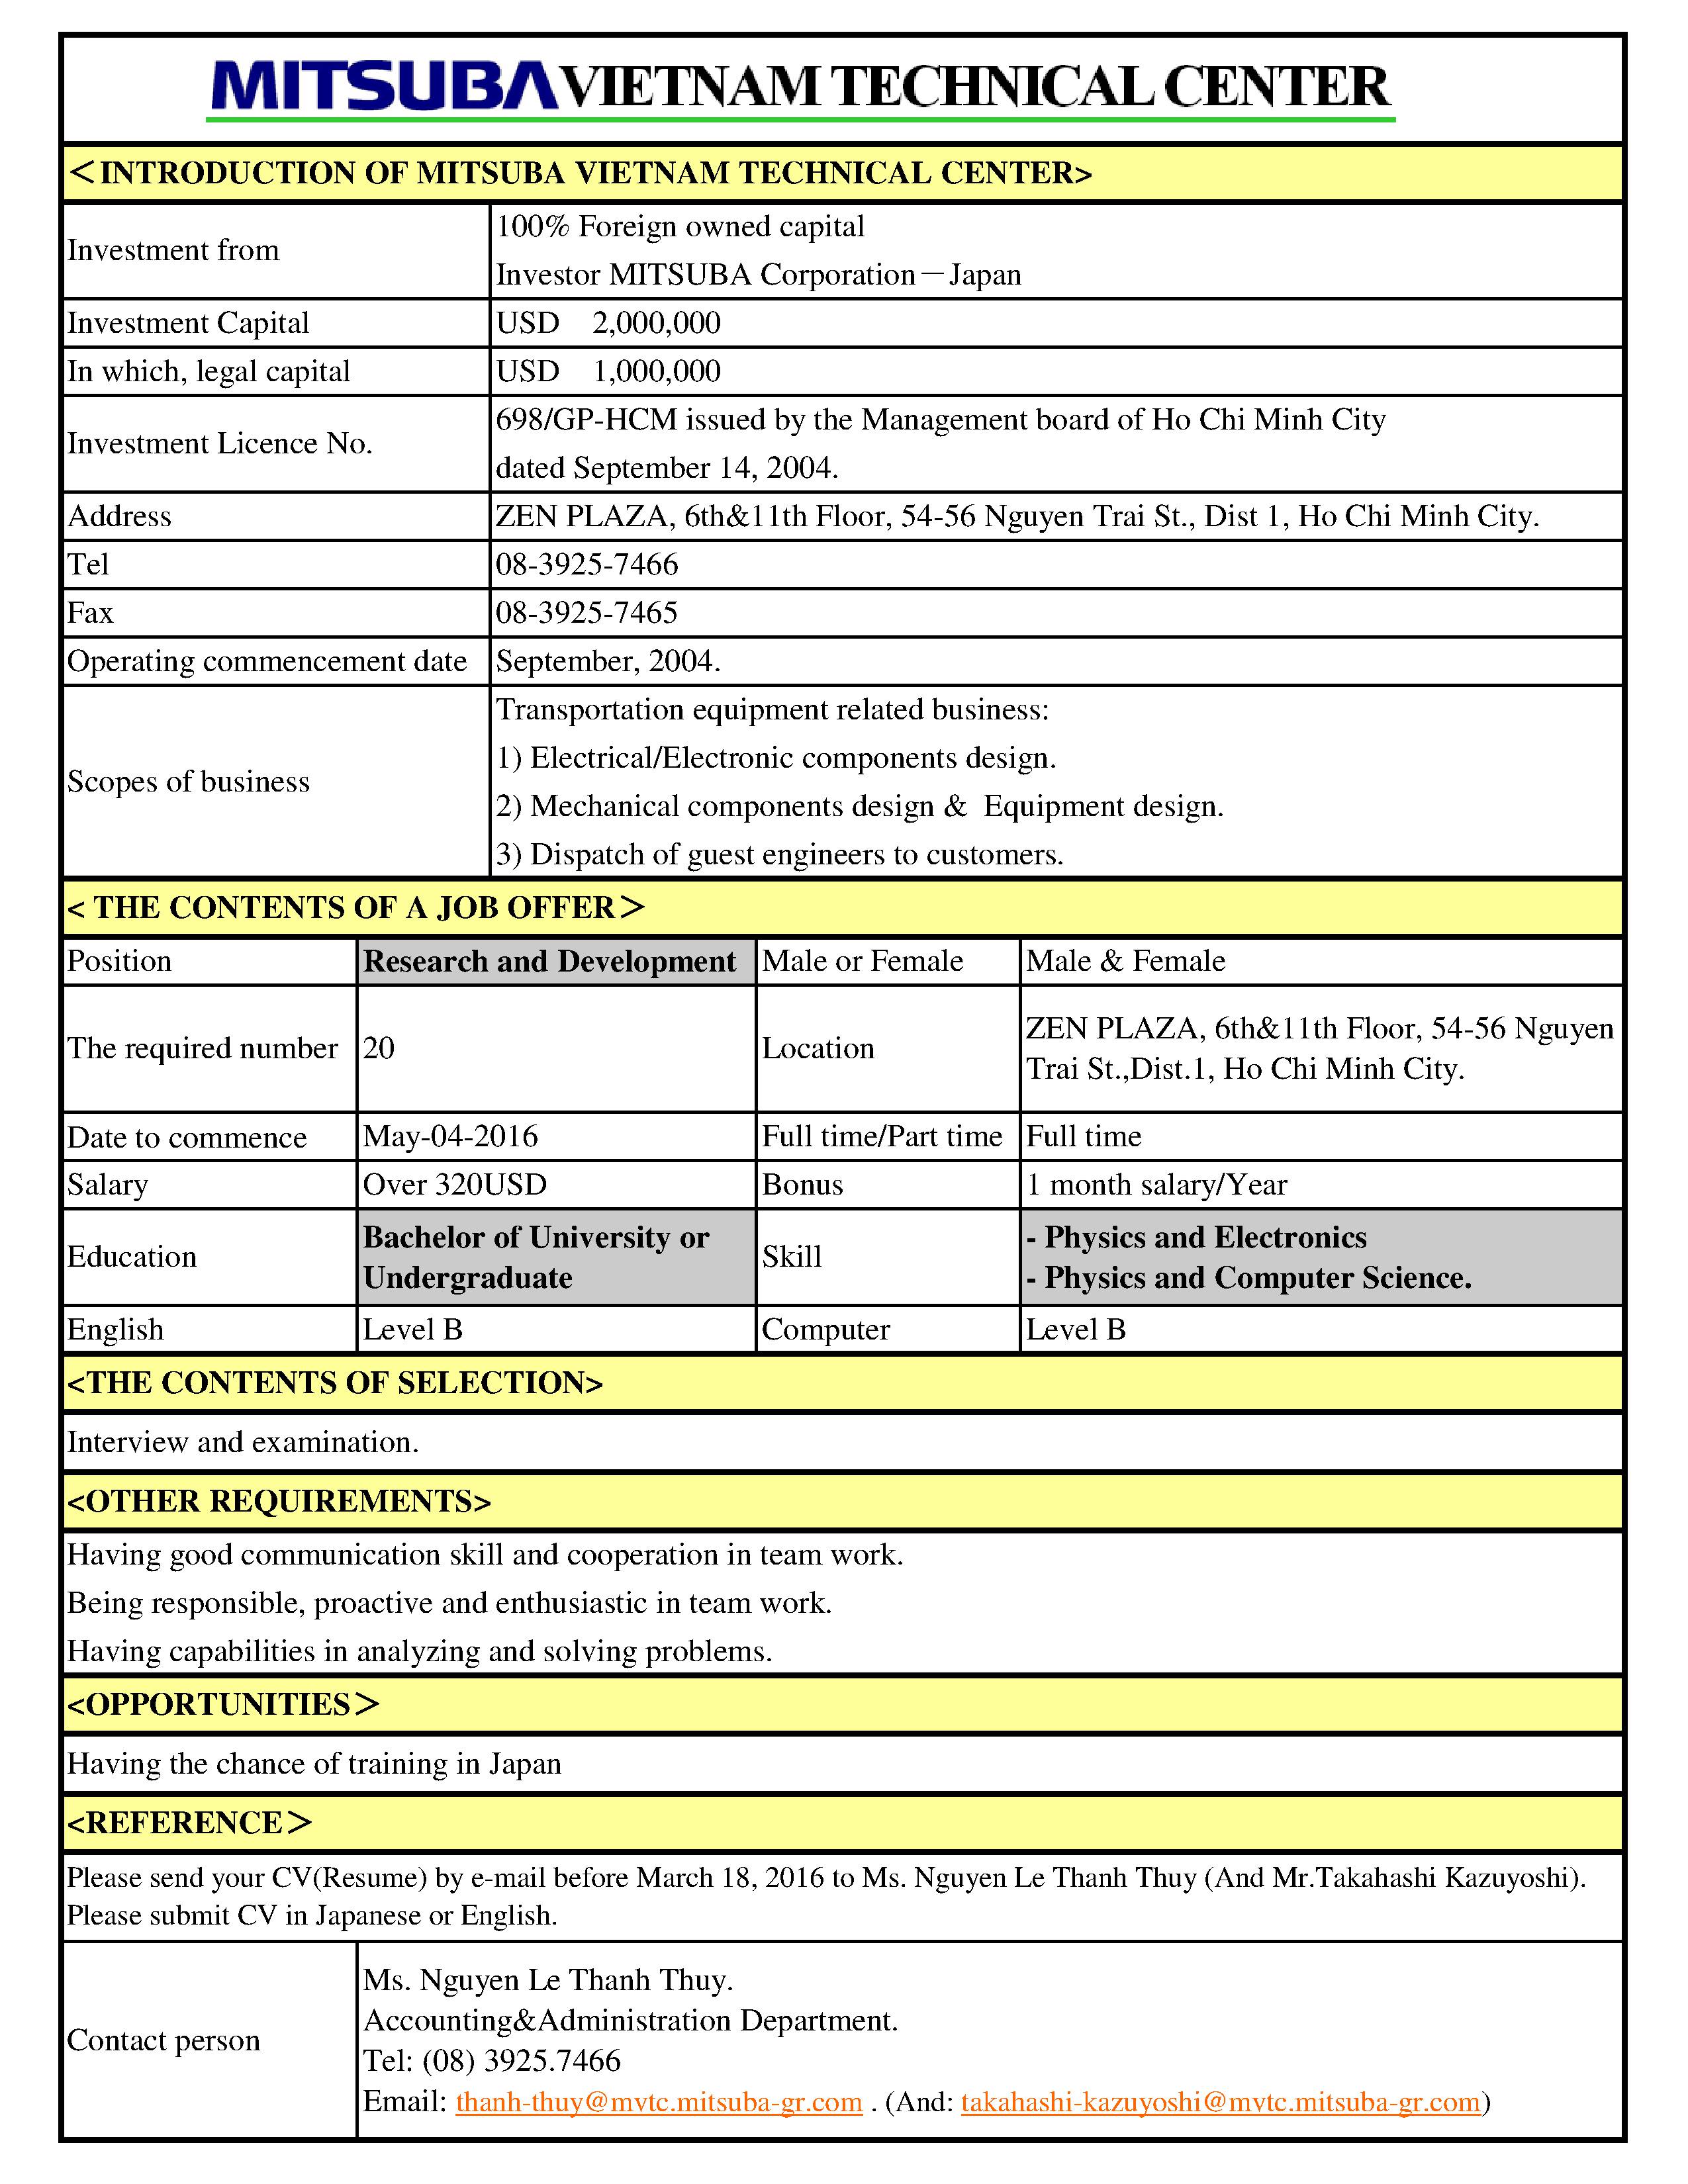 MITSUBA VIETNAM TECHNICAL CENTER
＜INTRODUCTION OF MITSUBA VIETNAM TECHNICAL CENTER>
Investment from
100% Foreign owned capital
Investor MITSUBA Corporation－Japan
Investment Capital
USD 2,000,000
In which, legal capital
USD 1,000,000
Investment Licence No.
698/GP-HCM issued by the Management board of Ho Chi Minh City
dated September 14, 2004.
Address
ZEN PLAZA, 6th&11th Floor, 54-56 Nguyen Trai St., Dist 1, Ho Chi Minh City.
Tel
08-3925-7466
Fax
08-3925-7465
Operating commencement date
September, 2004.
Scopes of business
Transportation equipment related business:
1) Electrical/Electronic components design.
2) Mechanical components design & Equipment design.
3) Dispatch of guest engineers to customers.
< THE CONTENTS OF A JOB OFFER＞
Position
Research and Development
Male or Female
Male & Female
The required number
20
Location
ZEN PLAZA, 6th&11th Floor, 54-56 Nguyen
Trai St.,Dist.1, Ho Chi Minh City.
Date to commence
May-04-2016
Full time/Part time
Full time
Salary
Over 320USD
Bonus
1 month salary/Year
Education
Bachelor of University or
Undergraduate
Skill
- Physics and Electronics
- Physics and Computer Science.
English
Level B
Computer
Level B
<THE CONTENTS OF SELECTION>
Interview and examination.
<OTHER REQUIREMENTS>
Having good communication skill and cooperation in team work.
Being responsible, proactive and enthusiastic in team work.
Having capabilities in analyzing and solving problems.
<OPPORTUNITIES＞
Having the chance of training in Japan
<REFERENCE＞
Please send your CV(Resume) by e-mail before March 18, 2016 to Ms. Nguyen Le Thanh Thuy (And Mr.Takahashi Kazuyoshi).
Please submit CV in Japanese or English.
Contact person
Ms. Nguyen Le Thanh Thuy.
Accounting&Administration Department.
Tel: (08) 3925.7466
Email: thanh-thuy@mvtc.mitsuba-gr.com . (And: takahashi-kazuyoshi@mvtc.mitsuba-gr.com)